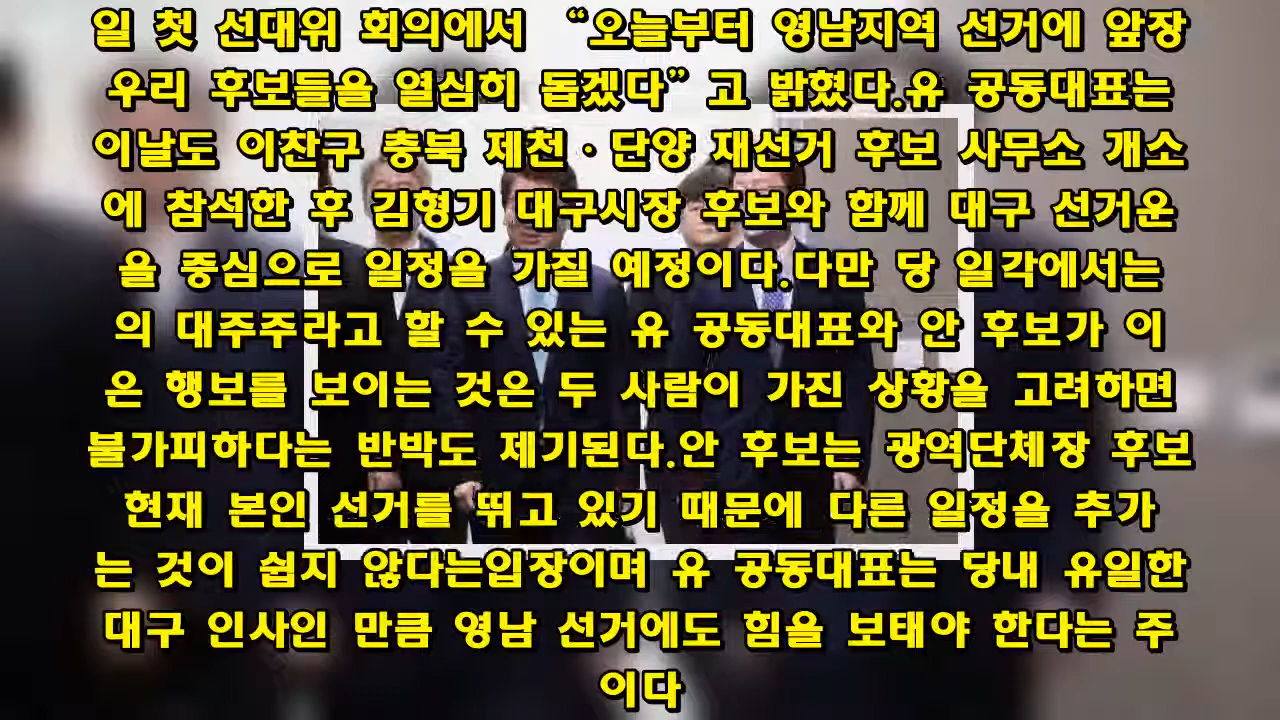 일 첫 선대위 회의에서 “오늘부터 영남지역 선거에 앞장
우리 후보들을 열심히 돕겠다”고 밝혔다.유 공동대표는
이날도 이찬구 충북 제천·단양 재선거 후보 사무소 개소
에 참석한 후 김형기 대구시장 후보와 함께 대구 선거운
을 중심으로 일정을 가질 예정이다.다만 당 일각에서는
의 대주주라고 할 수 있는 유 공동대표와 안 후보가 이
은 행보를 보이는 것은 두 사람이 가진 상황을 고려하면
불가피하다는 반박도 제기된다.안 후보는 광역단체장 후보
현재 본인 선거를 뛰고 있기 때문에 다른 일정을 추가
는 것이 쉽지 않다는입장이며 유 공동대표는 당내 유일한
대구 인사인 만큼 영남 선거에도 힘을 보태야 한다는 주
이다